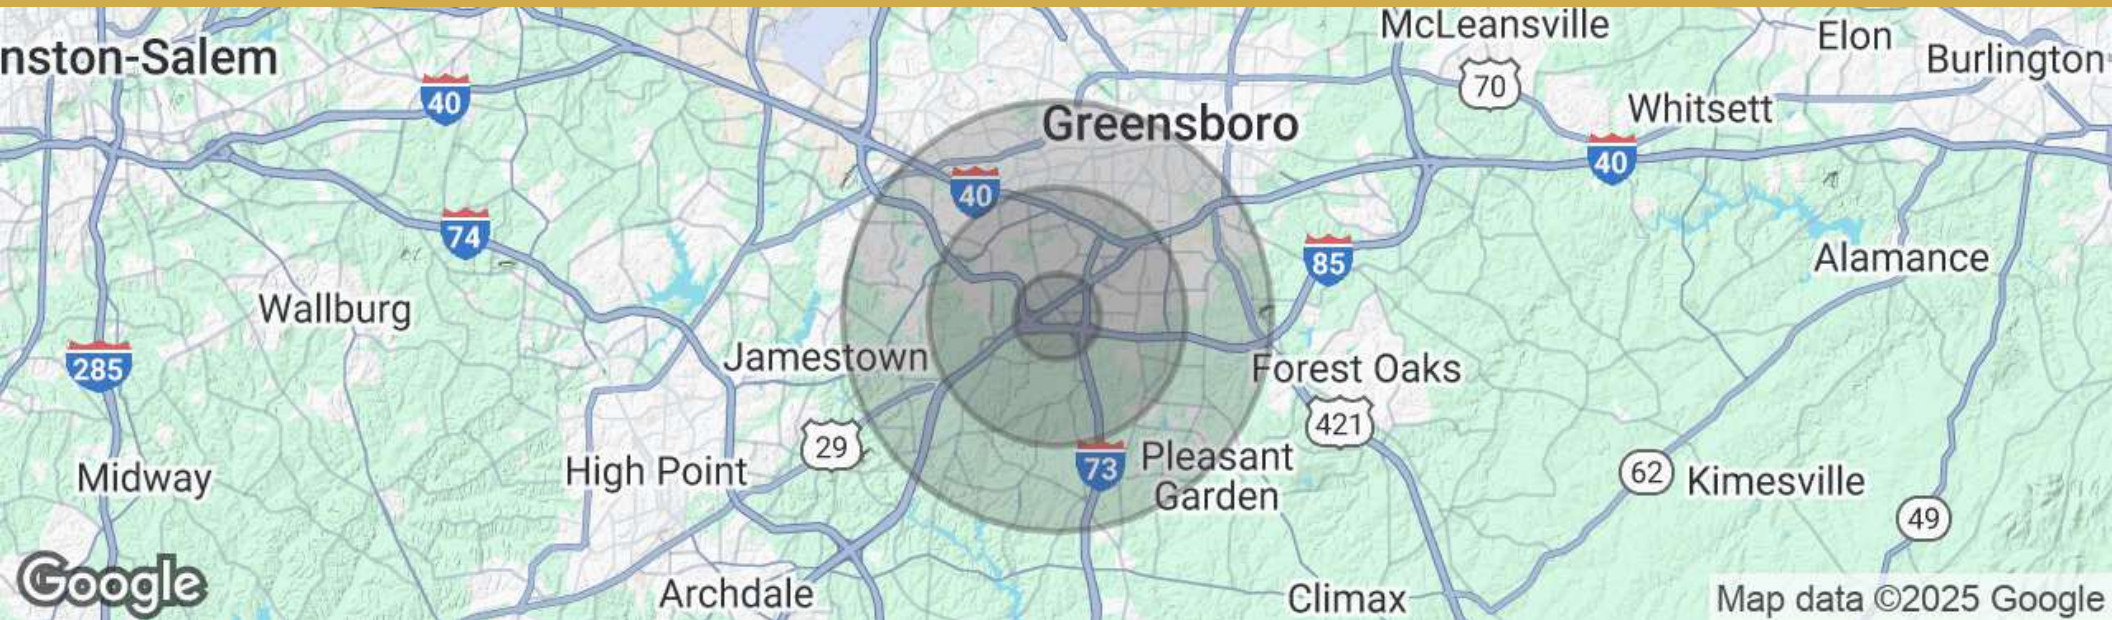 McLeansville
Elon
nston-Salem
Burlington
40
70
Whitsett
Greensboro
40
40
74
85
Alamance
Wallburg
285
Jamestown
Forest Oaks
421
29
Midway
High Point
73
Pleasant
Garden
62
Kimesville
49
Google
Archdale
Climax
Map data ©2025 Google